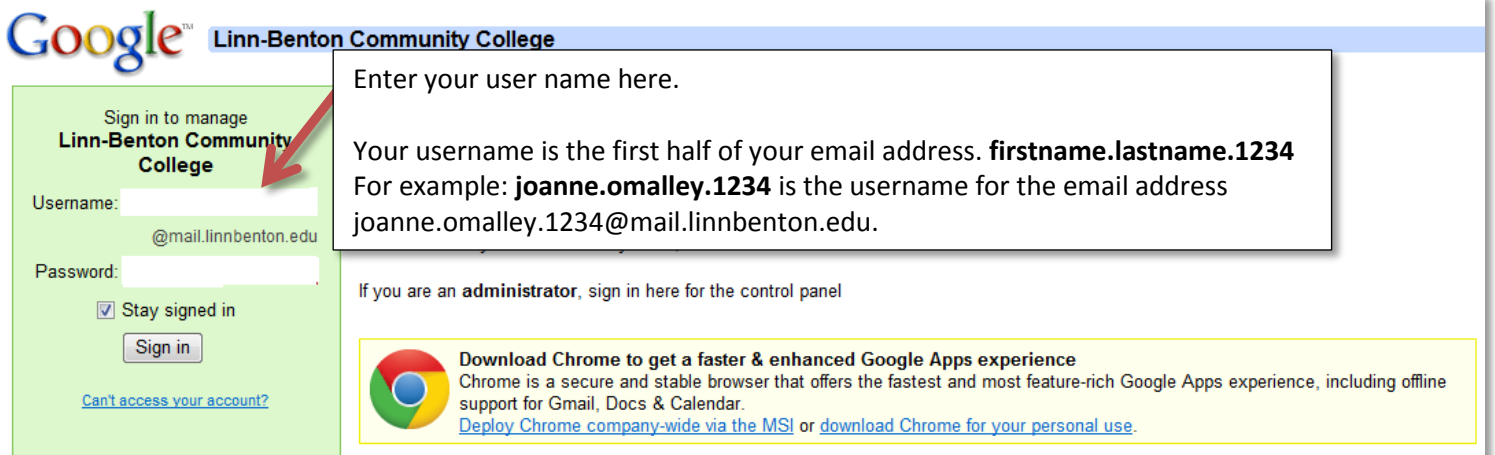 Google™ Linn-Benton Community College
Sign in to manage
Linn-Benton Community
College
Username:
@mail.linnbenton.edu
Password:
Stay signed in
Sign in
Can't access your account?
Enter your user name here.
Your username is the first half of your email address. firstname.lastname.1234
For example: joanne.omalley.1234 is the username for the email address
joanne.omalley.1234@mail.linnbenton.edu.
If you are an administrator, sign in here for the control panel
Download Chrome to get a faster & enhanced Google Apps experience
Chrome is a secure and stable browser that offers the fastest and most feature-rich Google Apps experience, including offline
support for Gmail, Docs & Calendar.
Deploy Chrome company-wide via the MSI or download Chrome for your personal use.